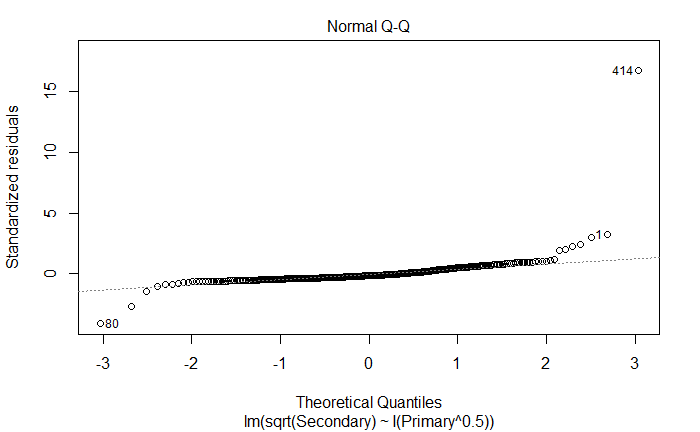 Normal Q-Q
Standardized residuals
15
10
5
0
414
1
80
-3 -2 -1 0 1 2 3
Theoretical Quantiles
lm(sqrt(Secondary) ~ I(Primary^0.5))